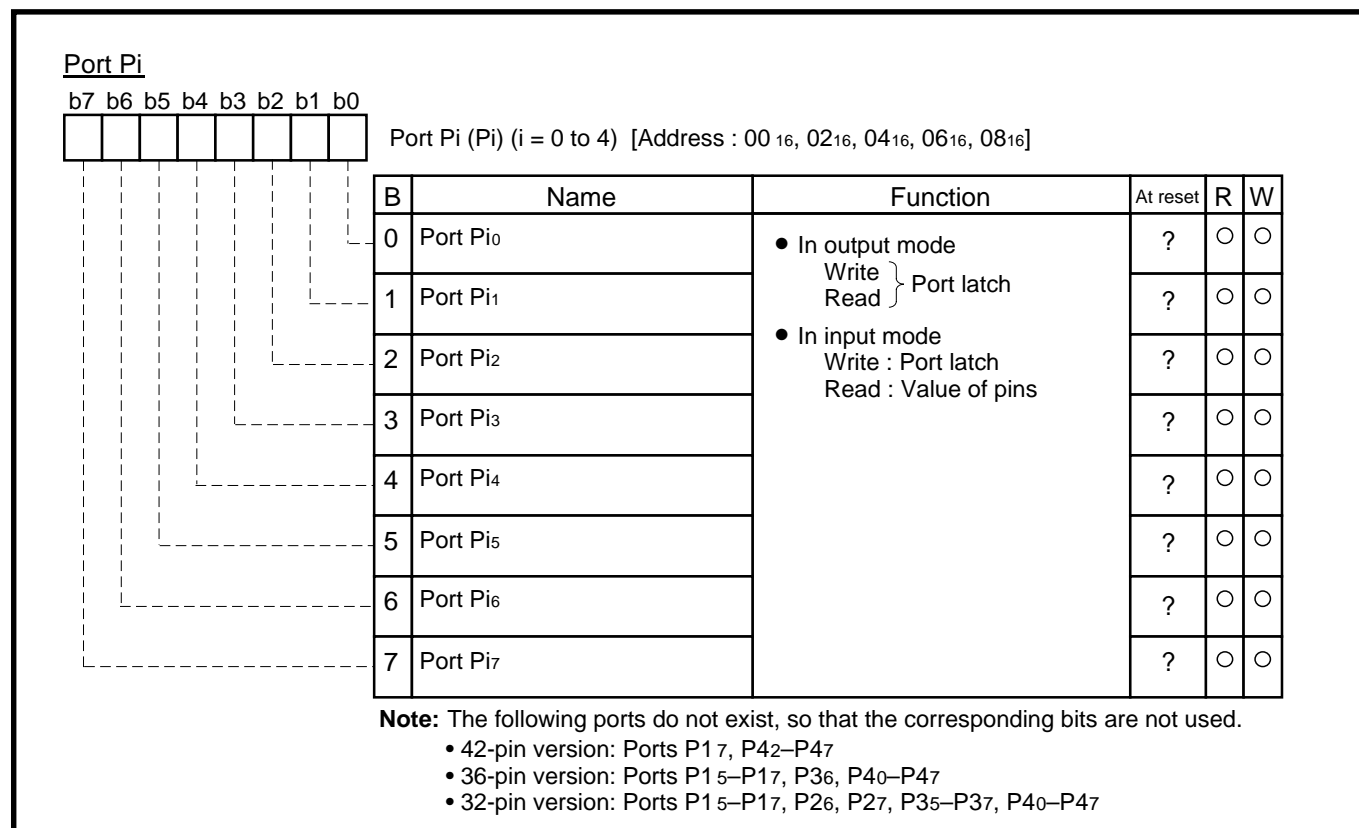 Port Pi
b7 b6 b5 b4 b3 b2 b1 b0
Port Pi (Pi) (i = 0 to 4) [Address : 00 16, 0216, 0416, 0616, 0816]
B Name Function At reset R W
0 Port Pi0 ? ○ ○
● In output mode
Write
Read } Port latch
1 Port Pi1 ? ○ ○
● In input mode
Write : Port latch
Read : Value of pins
2 Port Pi2 ? ○ ○
3 Port Pi3 ? ○ ○
4 Port Pi4 ? ○ ○
5 Port Pi5 ? ○ ○
6 Port Pi6 ? ○ ○
7 Port Pi7 ? ○ ○
Note: The following ports do not exist, so that the corresponding bits are not used.
• 42-pin version: Ports P1 7, P42–P47
• 36-pin version: Ports P1 5–P17, P36, P40–P47
• 32-pin version: Ports P1 5–P17, P26, P27, P35–P37, P40–P47